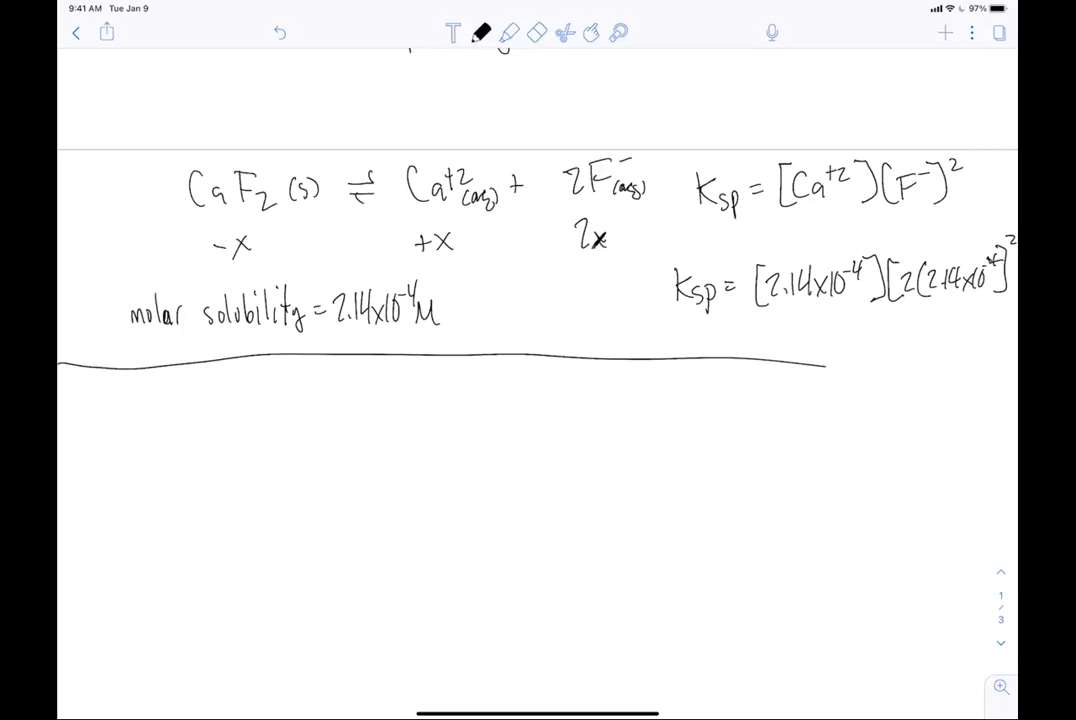 9:41 AM Tue Jan 9 97%
CaF₂ (s) ⇌ Ca⁺²(aq) + 2F⁻(aq) Ksp = [Ca⁺²][F⁻]²
-x +x 2x
Ksp = [2.14x10⁻⁴][2(2.14x10⁻⁴]²
molar solubility = 2.14x10⁻⁴M
1
/
3